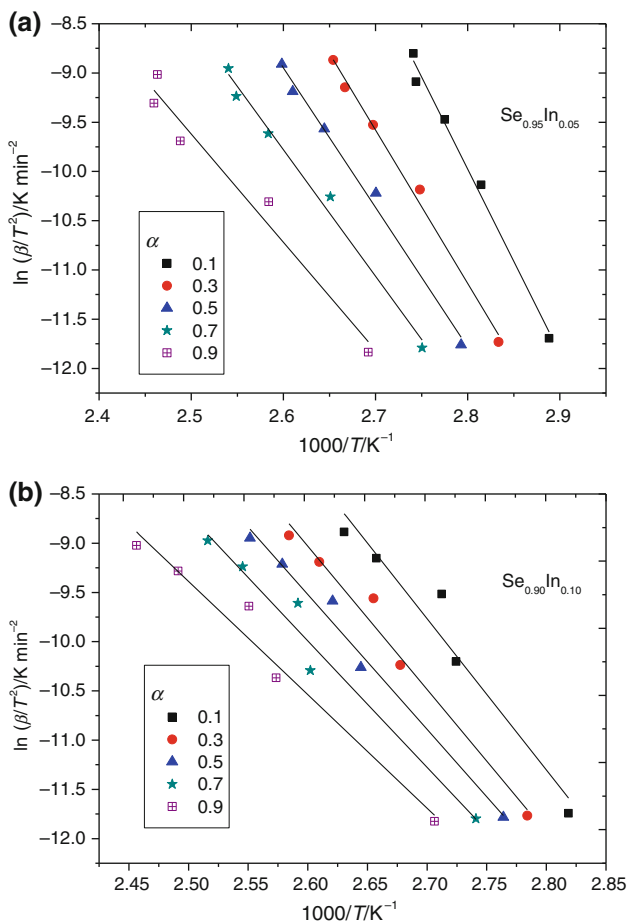 (a)
−8.5
−9.0
−9.5
−10.0
−10.5
−11.0
−11.5
−12.0
ln (β/T²)/K min⁻²
Se₀.₉₅In₀.₀₅
α
0.1
0.3
0.5
0.7
0.9
2.4 2.5 2.6 2.7 2.8 2.9
1000/T/K⁻¹
(b)
−8.5
−9.0
−9.5
−10.0
−10.5
−11.0
−11.5
−12.0
ln (β/T²)/K min⁻²
Se₀.₉₀In₀.₁₀
α
0.1
0.3
0.5
0.7
0.9
2.45 2.50 2.55 2.60 2.65 2.70 2.75 2.80 2.85
1000/T/K⁻¹